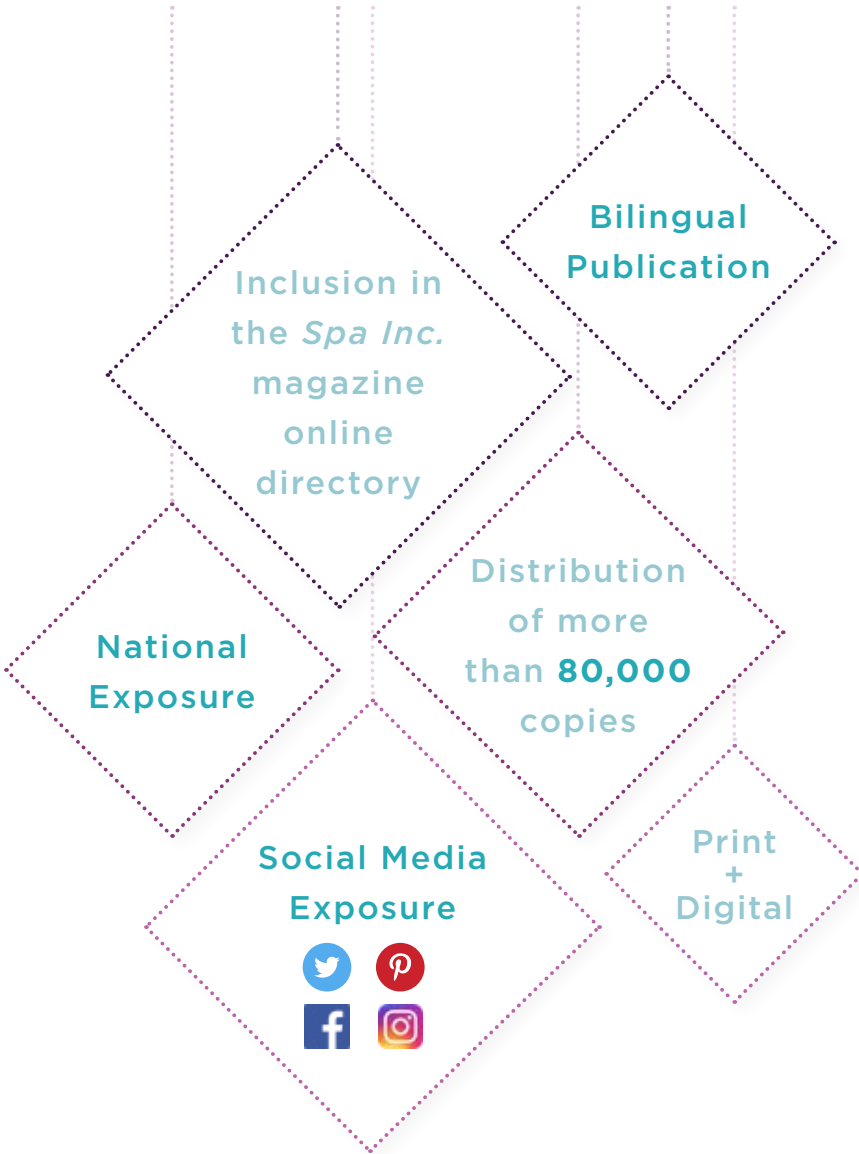 Bilingual
Publication
Inclusion in
the Spa Inc.
magazine
online
directory
Distribution
of more
than 80,000
copies
National
Exposure
Social Media
Exposure
Print
+
Digital